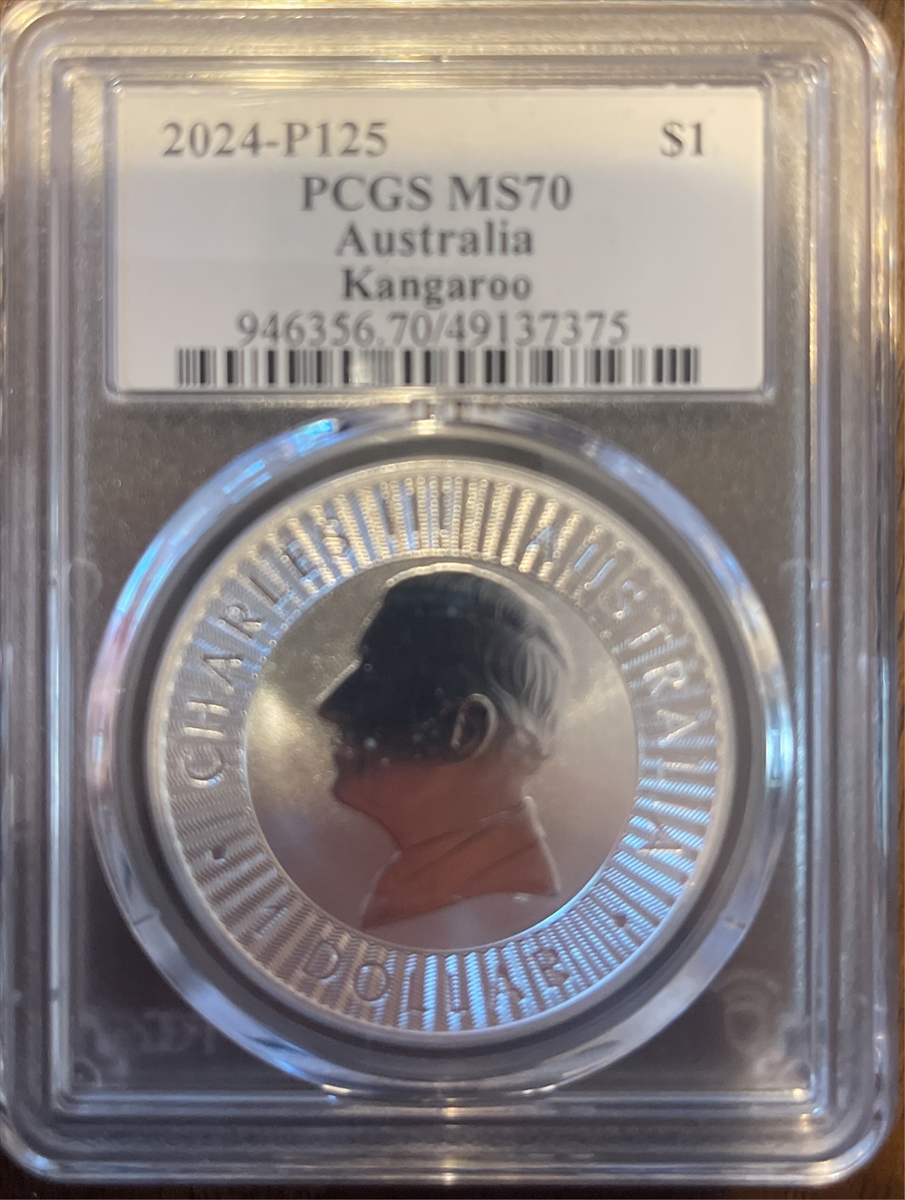 2024-P125 $1
PCGS MS70
Australia
Kangaroo
946356.70/49137375
CHARLES III AUSTRALIA
1 DOLLAR